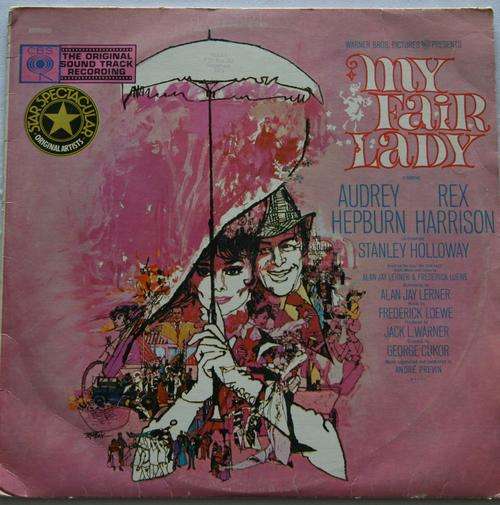 CBS
THE ORIGINAL
SOUND TRACK
RECORDING
STAR SPECTACULAR
ORIGINAL ARTISTS
WARNER BROS. PICTURES PRESENTS
MY
FAIR
LADY
AUDREY REX
HEPBURN HARRISON
STANLEY HOLLOWAY
ALAN JAY LERNER & FREDERICK LOEWE
ALAN JAY LERNER
FREDERICK LOEWE
JACK L. WARNER
GEORGE CUKOR
ANDRÉ PREVIN